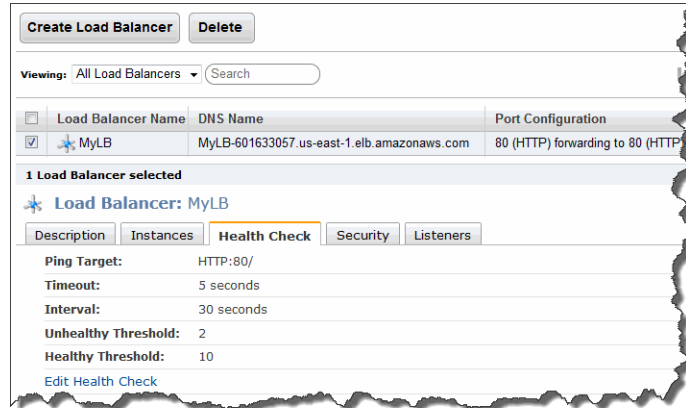 Create Load Balancer Delete
Viewing: All Load Balancers Search
Load Balancer Name DNS Name Port Configuration
MyLB MyLB-601633057.us-east-1.elb.amazonaws.com 80 (HTTP) forwarding to 80 (HTTP)
1 Load Balancer selected
Load Balancer: MyLB
Description Instances Health Check Security Listeners
Ping Target: HTTP:80/
Timeout: 5 seconds
Interval: 30 seconds
Unhealthy Threshold: 2
Healthy Threshold: 10
Edit Health Check